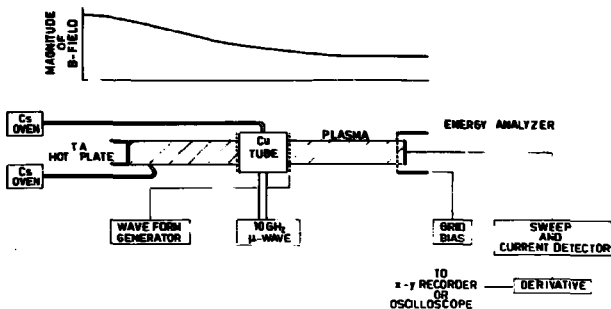 MAGNITUDE
OF
B-FIELD
Cs
OVEN
TA
HOT PLATE
Cs
OVEN
Cu
TUBE
PLASMA
ENERGY ANALYZER
WAVE FORM
GENERATOR
10 GHz
μ-WAVE
GRID
BIAS
SWEEP
AND
CURRENT DETECTOR
TO
x-y RECORDER
OR
OSCILLOSCOPE
DERIVATIVE